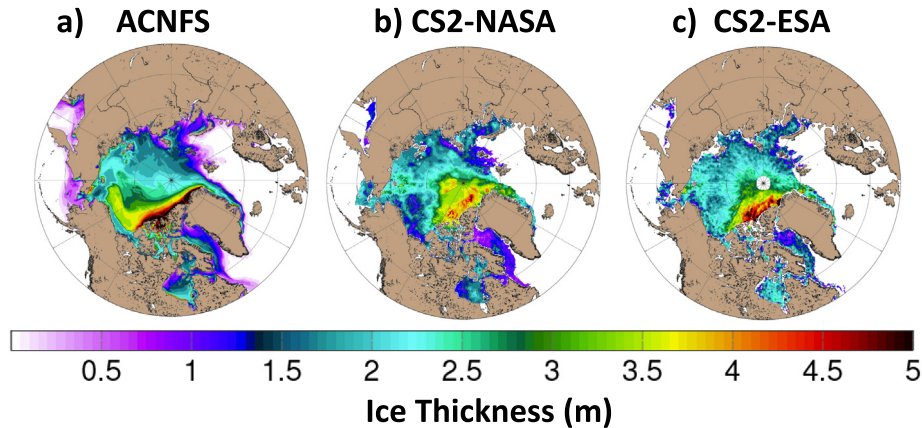 a) ACNFS
b) CS2-NASA
c) CS2-ESA
0.5 1 1.5 2 2.5 3 3.5 4 4.5 5
Ice Thickness (m)